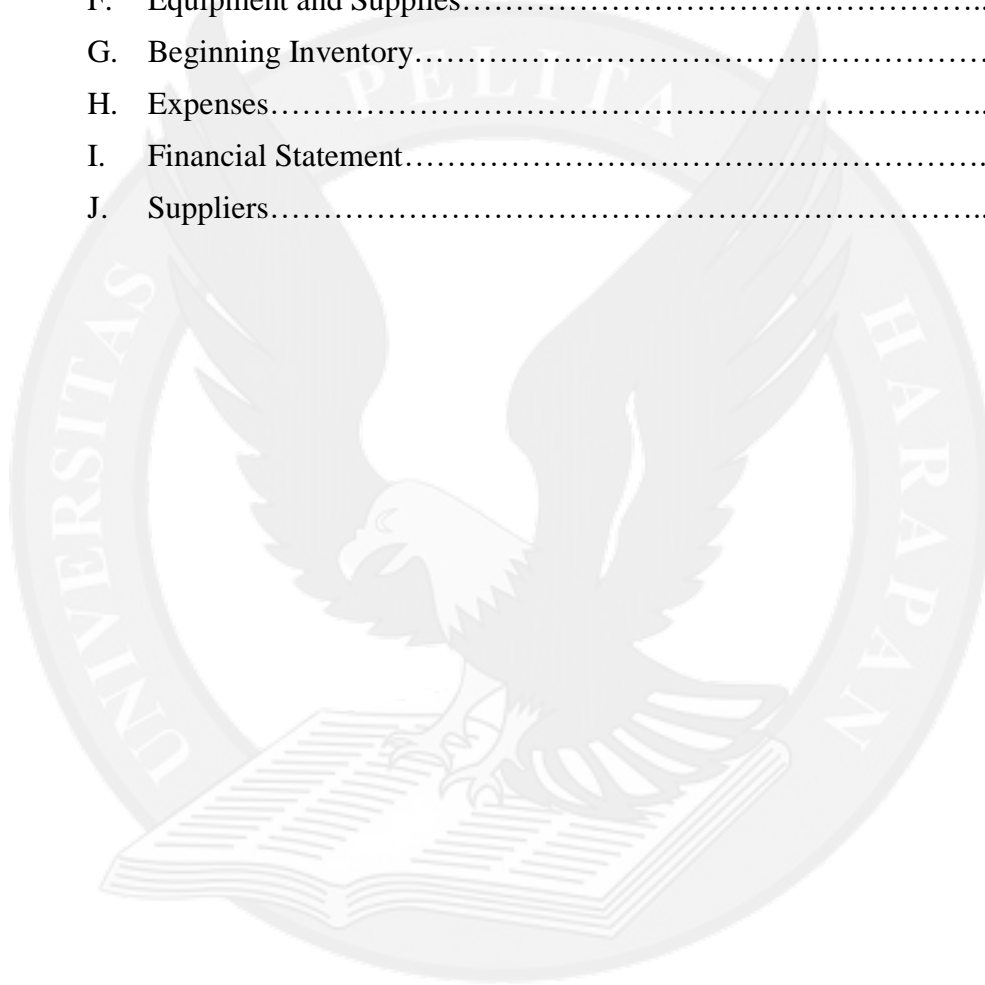 F. Equipment and Supplies………………………………………..
G. Beginning Inventory………………………………………………
H. Expenses……………………………………………………………..
I. Financial Statement…………………….………………………..
J. Suppliers……………………………………………………………..
UNIVERSITAS PELITA HARAPAN